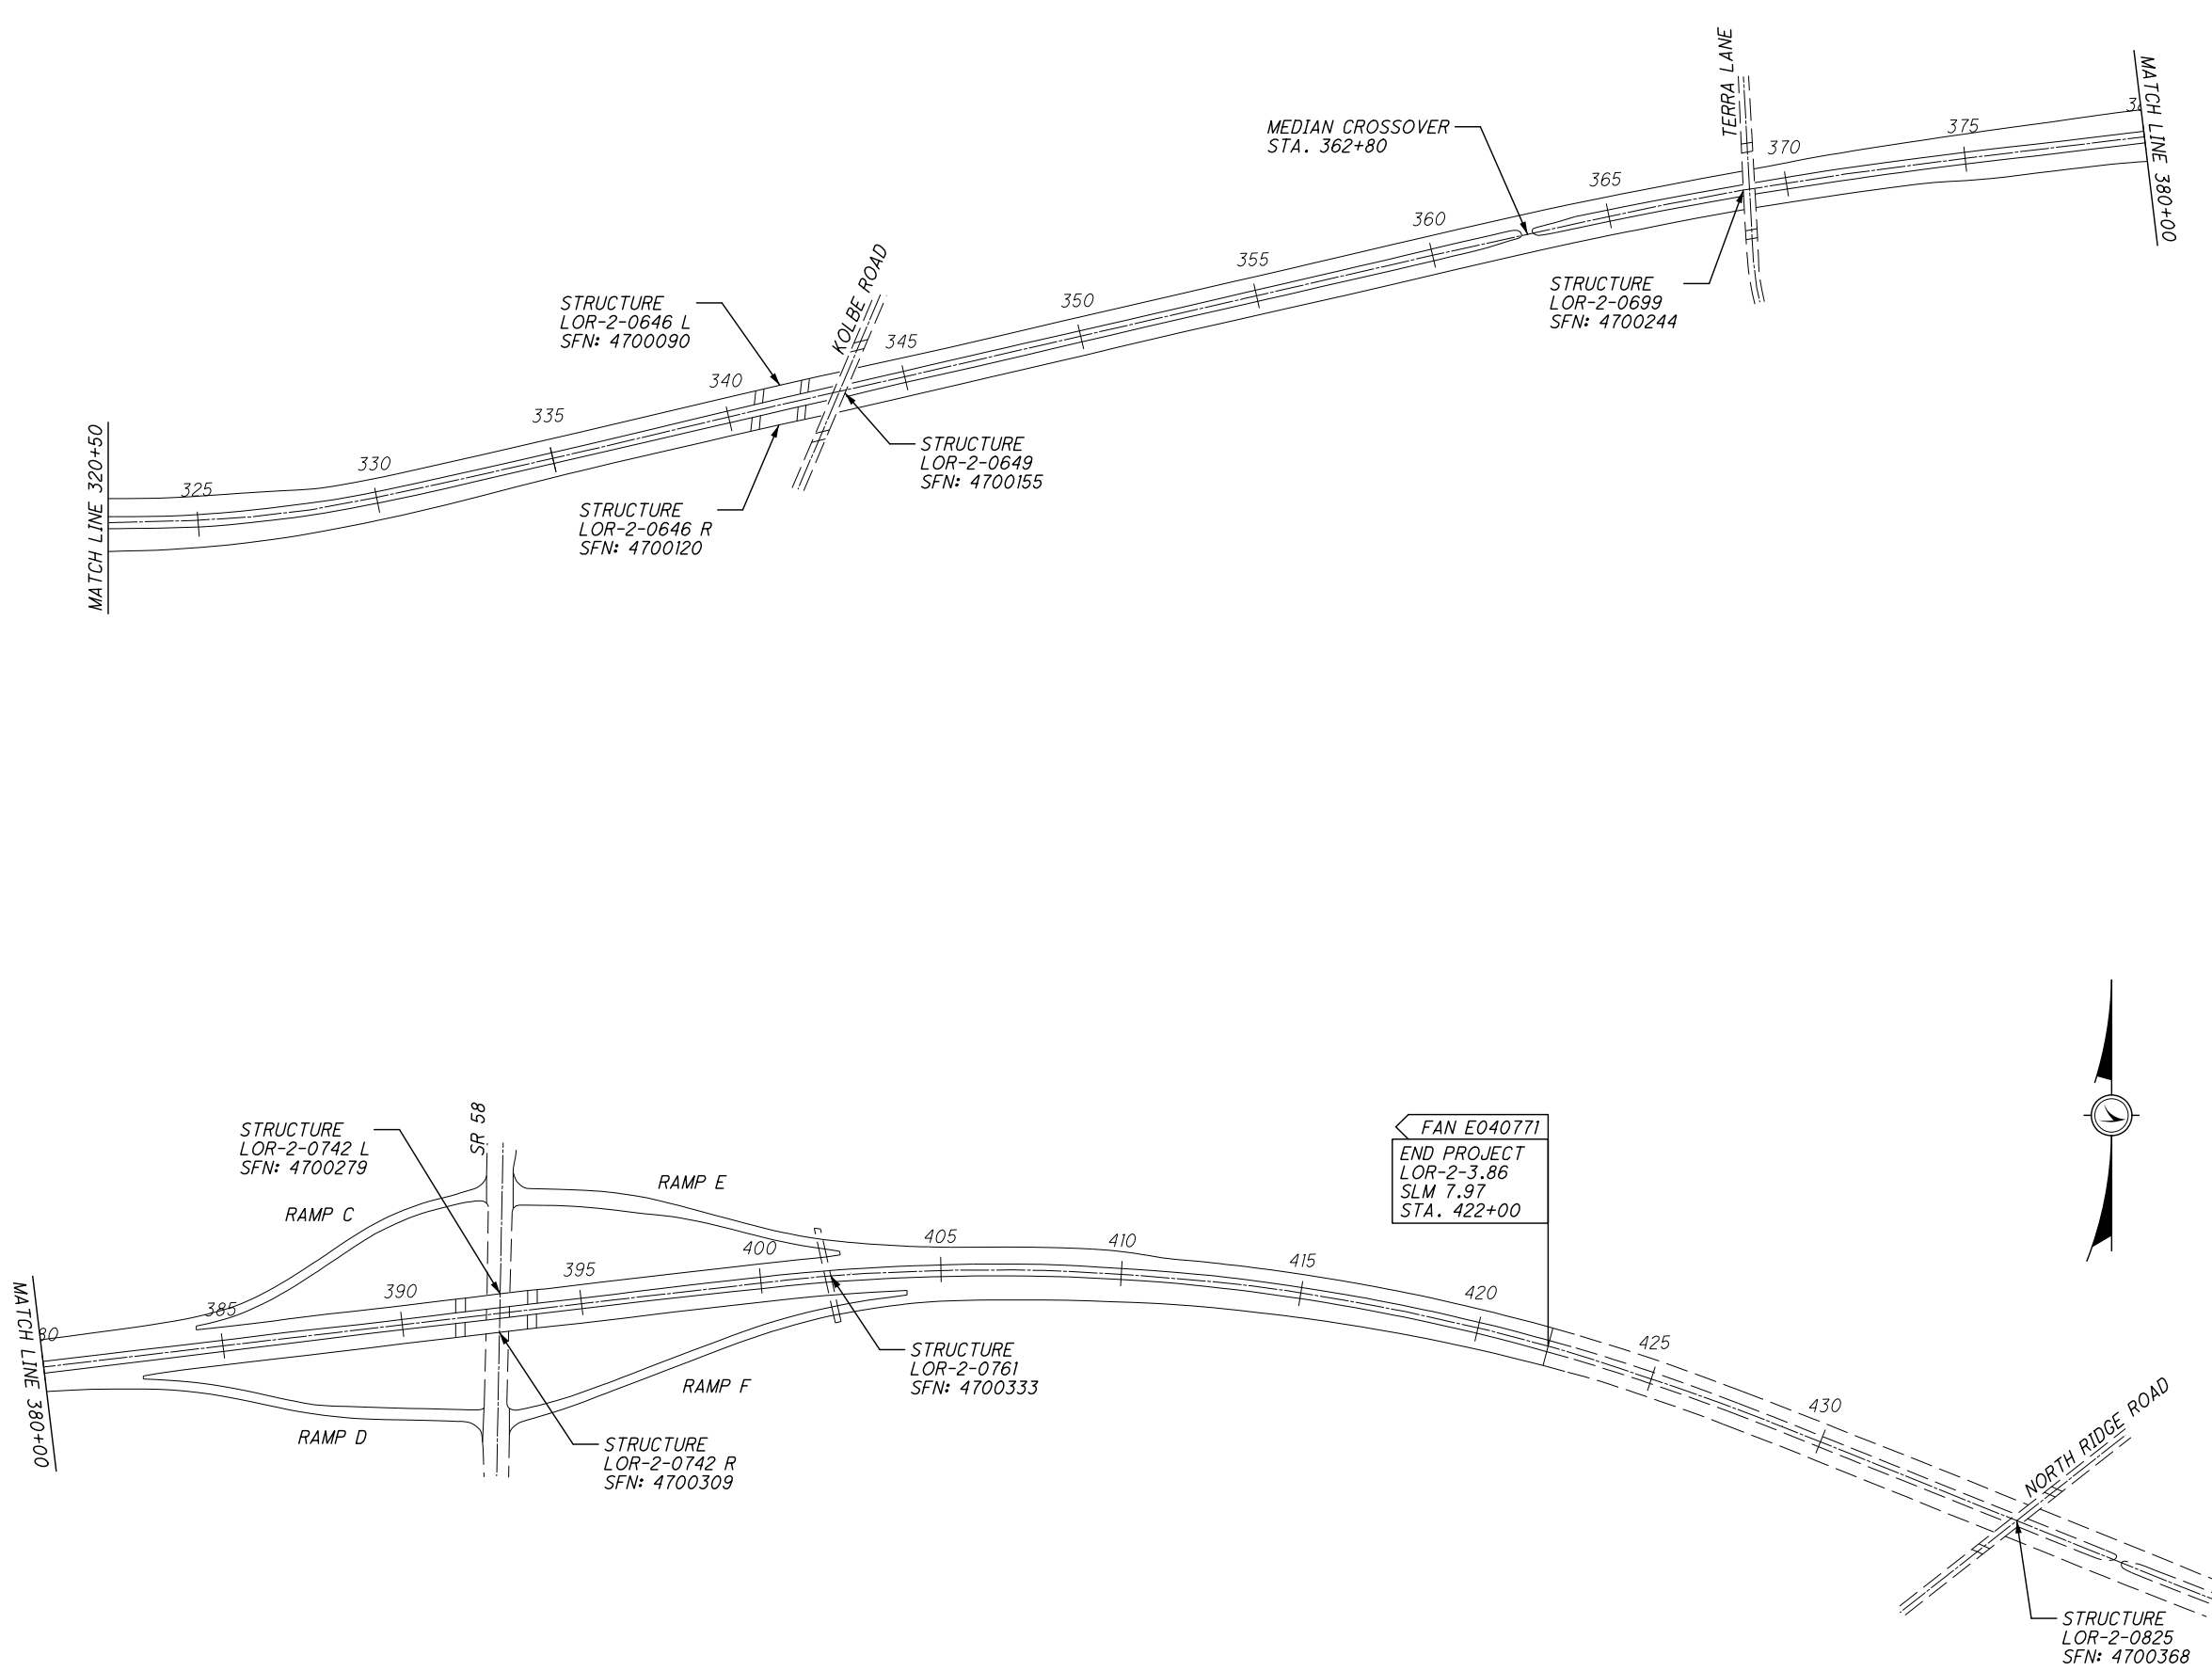 TERRA LANE
MATCH LINE 380+00
MEDIAN CROSSOVER
STA. 362+80
375
370
365
360
355
350
345
340
335
330
325
KOLBE ROAD
STRUCTURE
LOR-2-0646 L
SFN: 4700090
STRUCTURE
LOR-2-0699
SFN: 4700244
STRUCTURE
LOR-2-0649
SFN: 4700155
STRUCTURE
LOR-2-0646 R
SFN: 4700120
MATCH LINE 320+50
SR 58
STRUCTURE
LOR-2-0742 L
SFN: 4700279
RAMP C
RAMP E
FAN E040771
END PROJECT
LOR-2-3.86
SLM 7.97
STA. 422+00
MATCH LINE 380+00
385
390
395
400
405
410
415
420
425
430
STRUCTURE
LOR-2-0761
SFN: 4700333
RAMP F
RAMP D
STRUCTURE
LOR-2-0742 R
SFN: 4700309
NORTH RIDGE ROAD
STRUCTURE
LOR-2-0825
SFN: 4700368